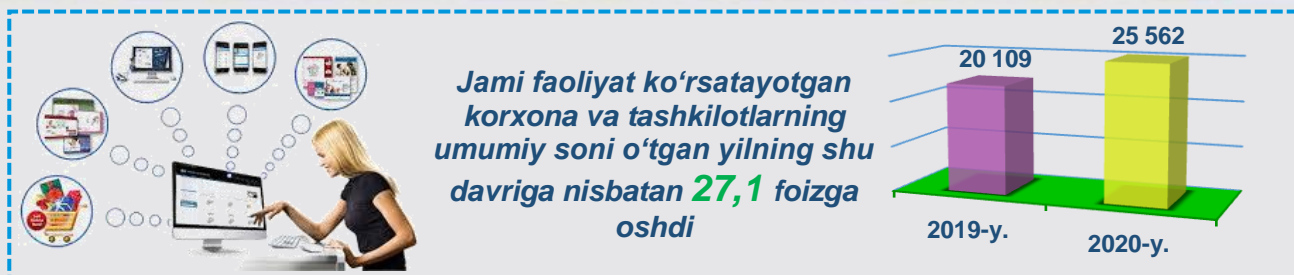 Jami faoliyat ko‘rsatayotgan
korxona va tashkilotlarning
umumiy soni o‘tgan yilning shu
davriga nisbatan 27,1 foizga
oshdi
20 109
25 562
2019-y.
2020-y.